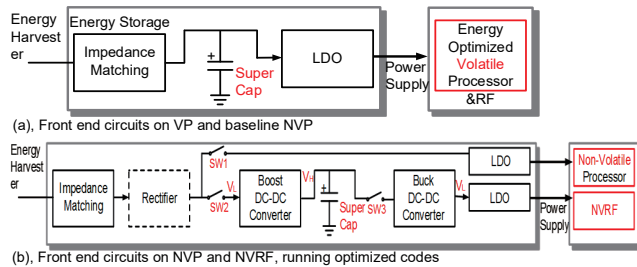 Energy
Harvest
er
Energy Storage
Impedance
Matching
+
Super
Cap
LDO
Power
Supply
Energy
Optimized
Volatile
Processor
&RF
(a), Front end circuits on VP and baseline NVP
Energy
Harvest
er
Impedance
Matching
Rectifier
SW1
SW2
VL
Boost
DC-DC
Converter
VH
+
Super
Cap
SW3
Buck
DC-DC
Converter
VL
LDO
LDO
Power
Supply
Non-Volatile
Processor
NVRF
(b), Front end circuits on NVP and NVRF, running optimized codes